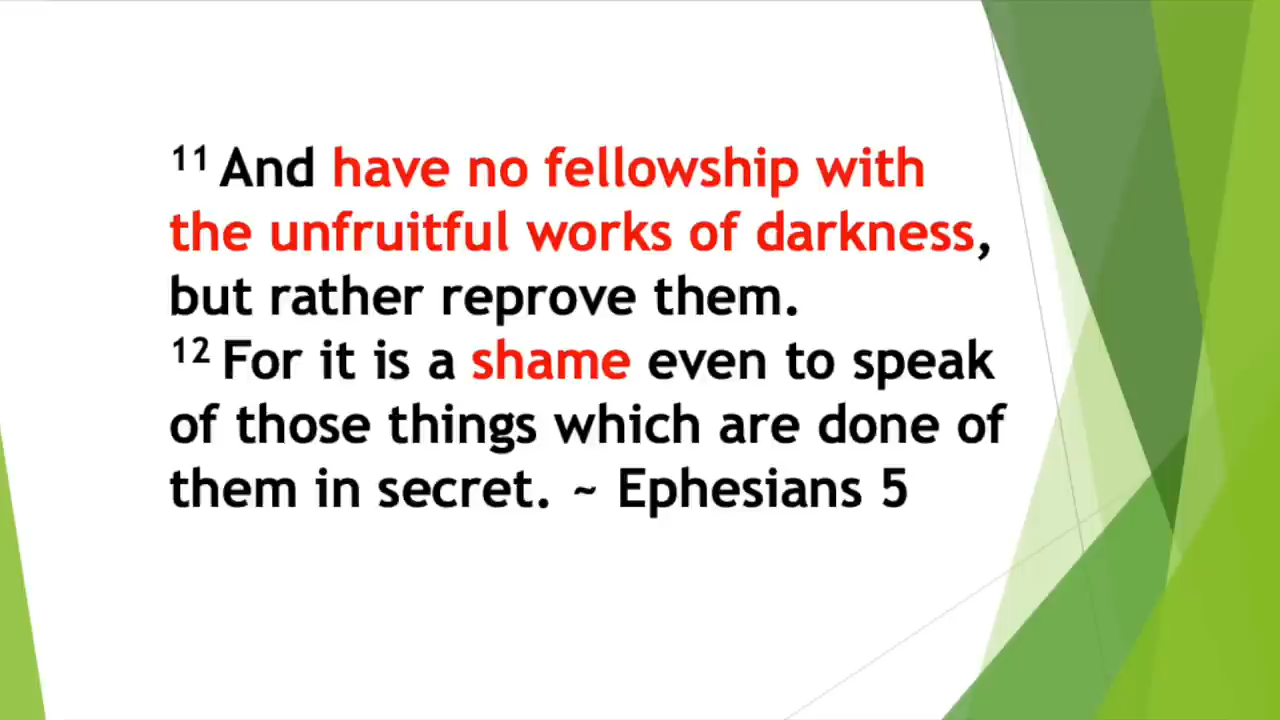 11 And have no fellowship with
the unfruitful works of darkness,
but rather reprove them.
12 For it is a shame even to speak
of those things which are done of
them in secret. ~ Ephesians 5